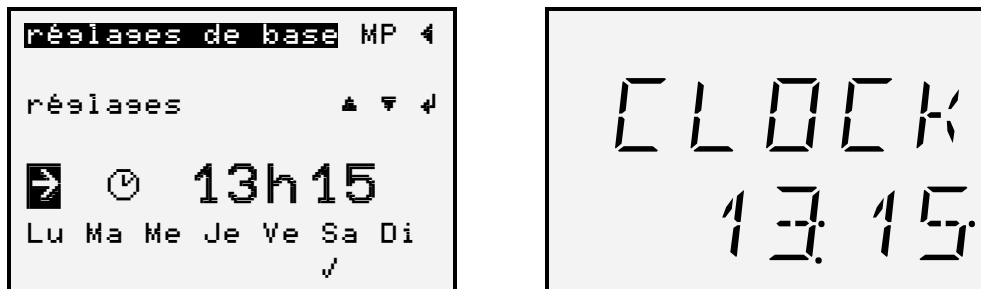 réglages de base MP
réglages
13h15
Lu Ma Me Je Ve Sa Di
CLOCK
13.15.